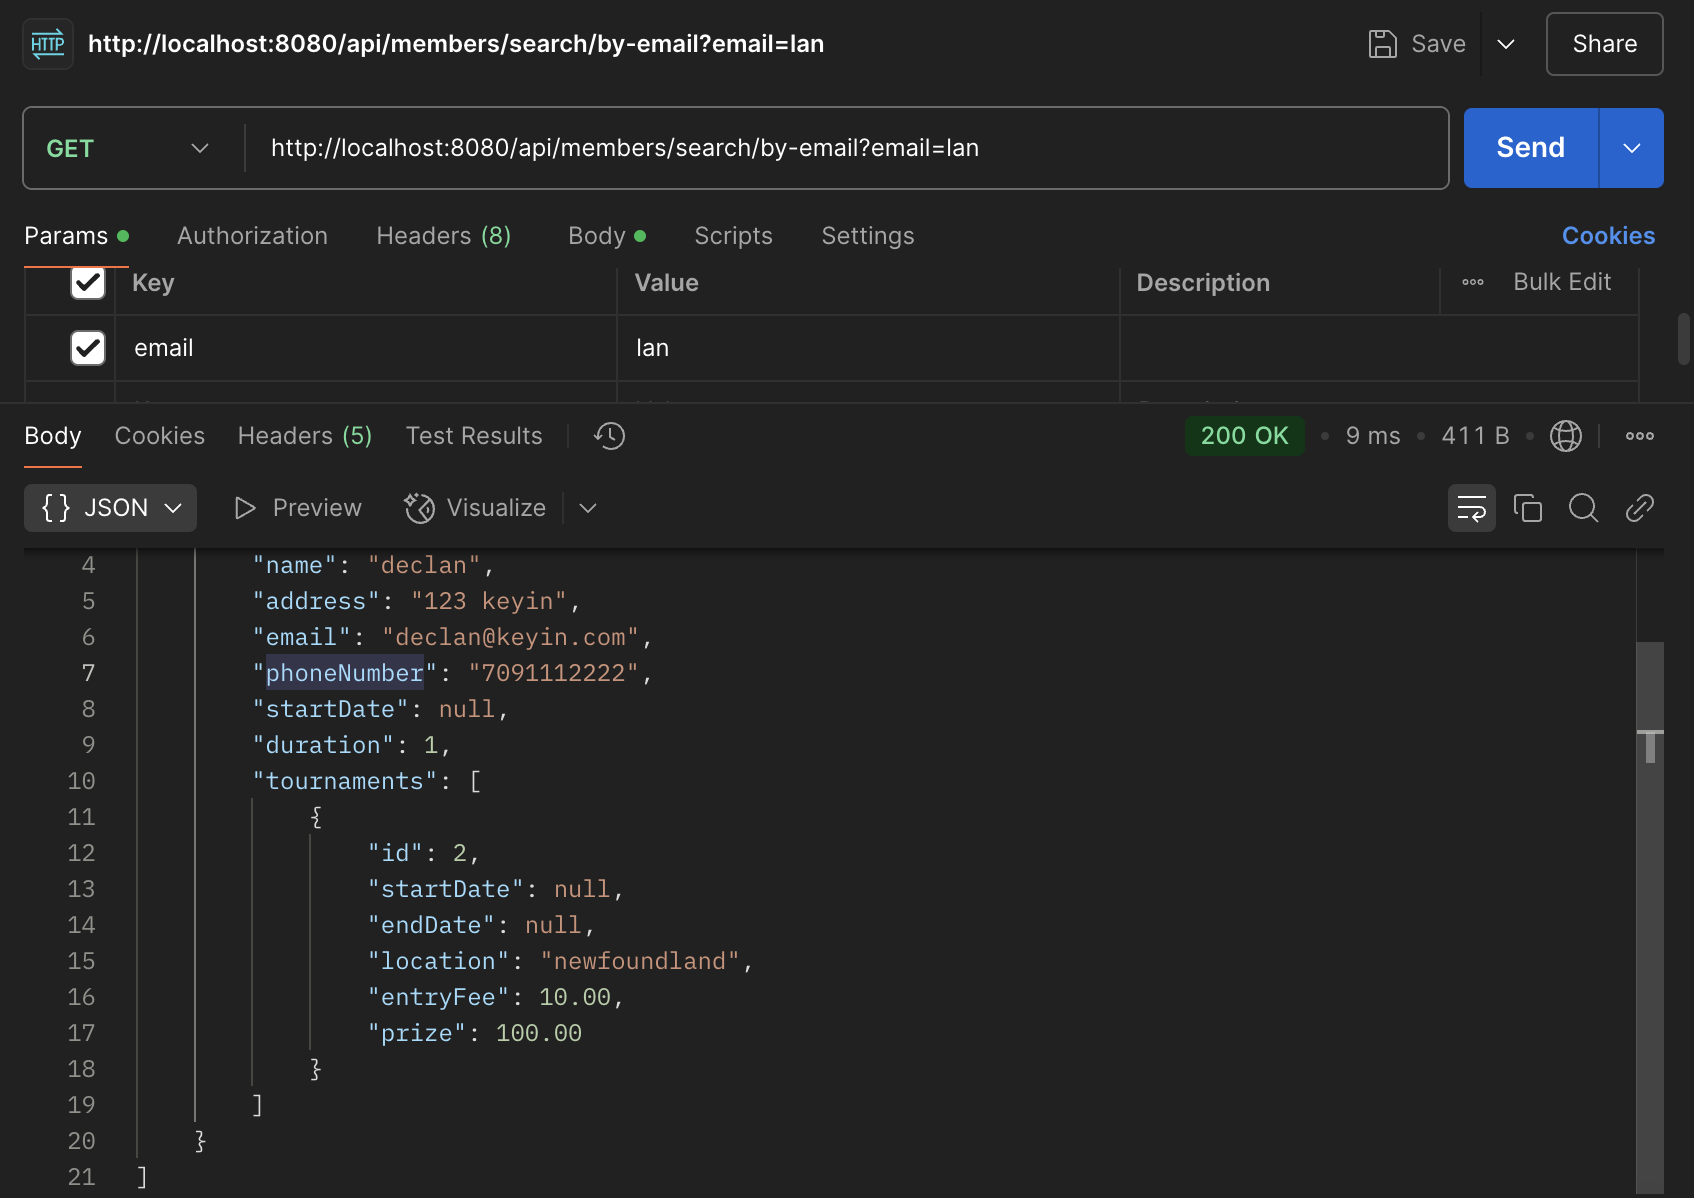 HTTP http://localhost:8080/api/members/search/by-email?email=lan Save Share
GET http://localhost:8080/api/members/search/by-email?email=lan Send
Params Authorization Headers (8) Body Scripts Settings Cookies
Key Value Description Bulk Edit
email lan
Body Cookies Headers (5) Test Results 200 OK 9 ms 411 B
{} JSON Preview Visualize
4 "name": "declan",
5 "address": "123 keyin",
6 "email": "declan@keyin.com",
7 "phoneNumber": "7091112222",
8 "startDate": null,
9 "duration": 1,
10 "tournaments": [
11 {
12 "id": 2,
13 "startDate": null,
14 "endDate": null,
15 "location": "newfoundland",
16 "entryFee": 10.00,
17 "prize": 100.00
18 }
19 ]
20 }
21 ]